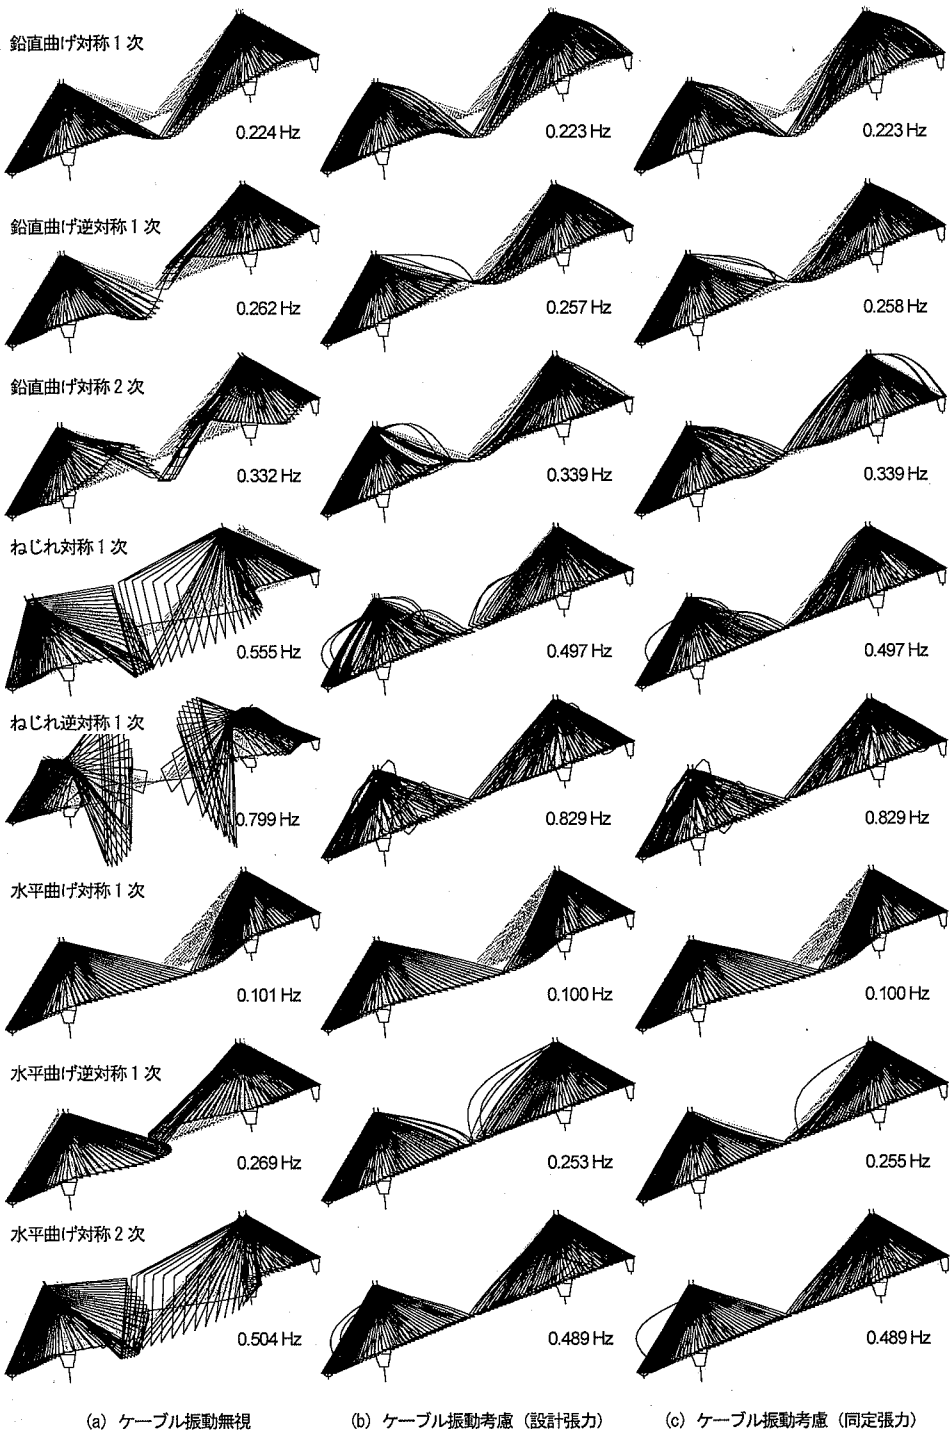 鉛直曲げ対称1次
0.224 Hz
0.223 Hz
0.223 Hz
鉛直曲げ逆対称1次
0.262 Hz
0.257 Hz
0.258 Hz
鉛直曲げ対称2次
0.332 Hz
0.339 Hz
0.339 Hz
ねじれ対称1次
0.555 Hz
0.497 Hz
0.497 Hz
ねじれ逆対称1次
0.799 Hz
0.829 Hz
0.829 Hz
水平曲げ対称1次
0.101 Hz
0.100 Hz
0.100 Hz
水平曲げ逆対称1次
0.269 Hz
0.253 Hz
0.255 Hz
水平曲げ対称2次
0.504 Hz
0.489 Hz
0.489 Hz
(a) ケーブル振動無視
(b) ケーブル振動考慮（設計張力）
(c) ケーブル振動考慮（同定張力）